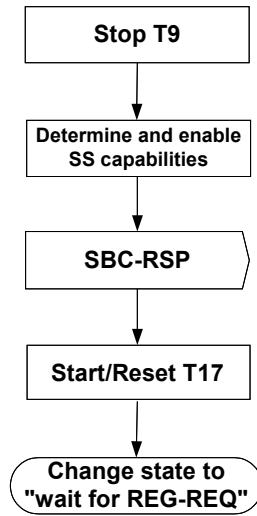 Stop T9
Determine and enable
SS capabilities
SBC-RSP
Start/Reset T17
Change state to
"wait for REG-REQ"